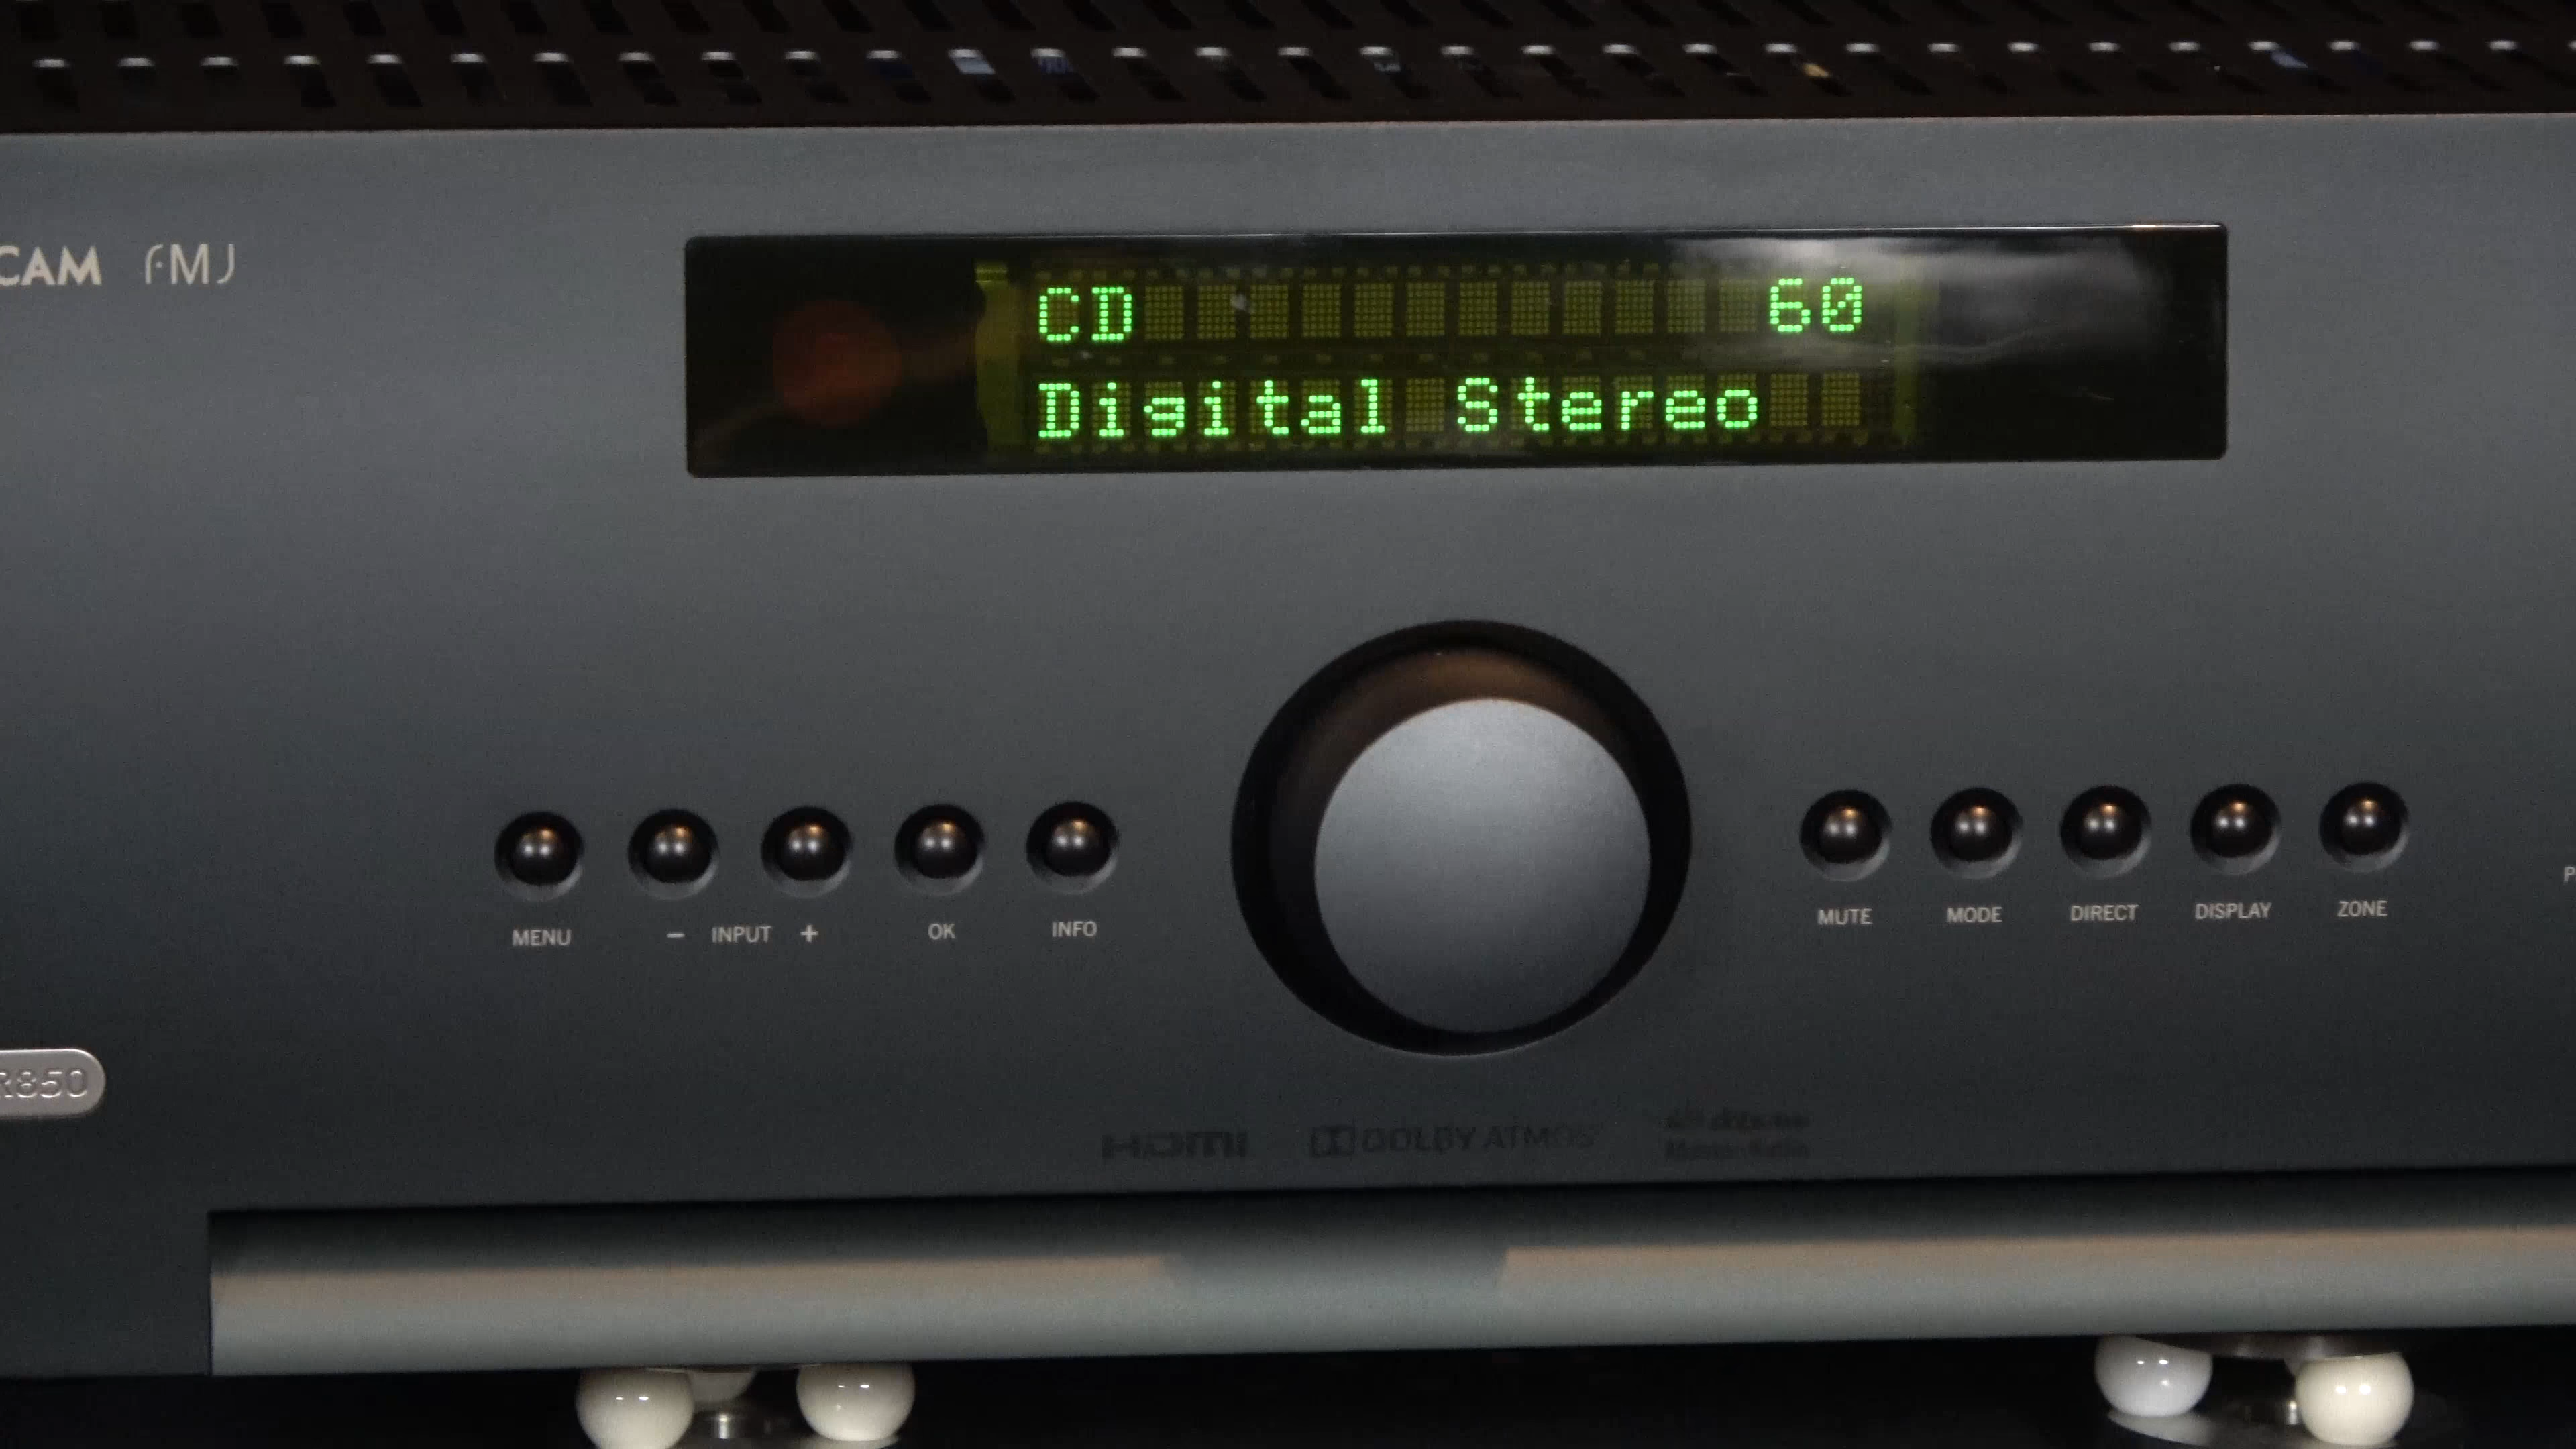 CAM FMJ
CD 60
Digital Stereo
MENU − INPUT + OK INFO
MUTE MODE DIRECT DISPLAY ZONE
P
R850
HDMI DOLBY ATMOS